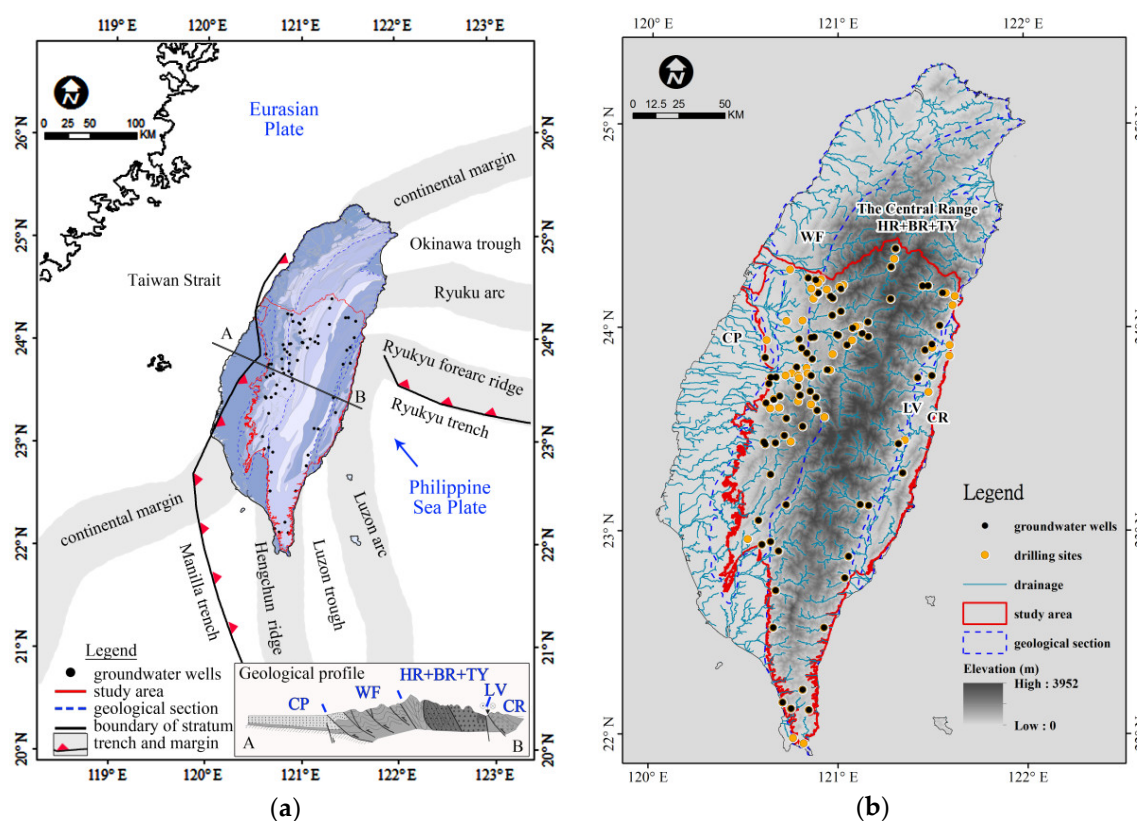 119° E
120° E
121° E
122° E
123° E
N
0 25 50 100
KM
Eurasian
Plate
26° N
25° N
24° N
23° N
22° N
21° N
20° N
continental margin
Okinawa trough
Taiwan Strait
Ryuku arc
A
B
Ryukyu forearc ridge
Ryukyu trench
Philippine
Sea Plate
continental margin
Manilla trench
Hengchun ridge
Luzon trough
Luzon arc
Legend
groundwater wells
study area
geological section
boundary of stratum
trench and margin
Geological profile
CP
WF
HR+BR+TY
LV
CR
A
B
26° N
25° N
24° N
23° N
22° N
21° N
20° N
119° E
120° E
121° E
122° E
123° E
(a)
120° E
121° E
122° E
N
0 12.5 25 50
KM
25° N
24° N
23° N
22° N
The Central Range
HR+BR+TY
WF
CP
LV
CR
Legend
groundwater wells
drilling sites
drainage
study area
geological section
Elevation (m)
High : 3952
Low : 0
120° E
121° E
122° E
(b)